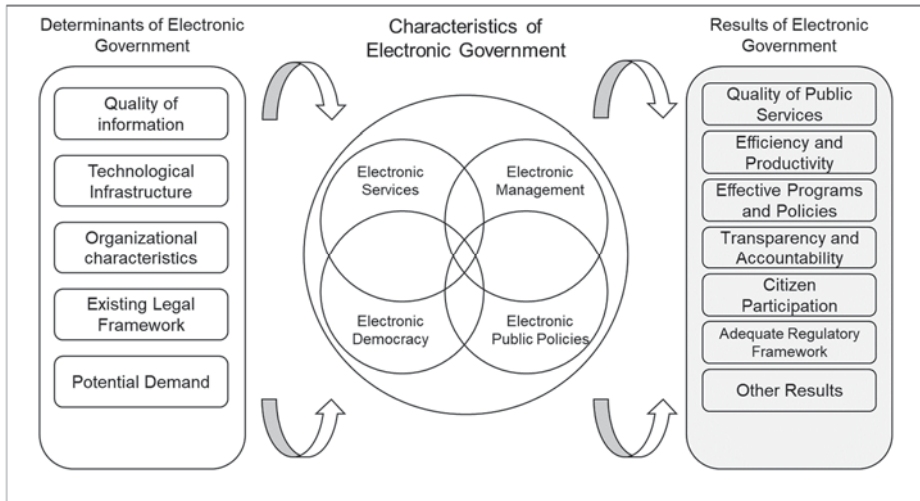 Determinants of Electronic
Government
Quality of
information
Technological
Infrastructure
Organizational
characteristics
Existing Legal
Framework
Potential Demand
Characteristics of
Electronic Government
Electronic
Services
Electronic
Management
Electronic
Democracy
Electronic
Public Policies
Results of Electronic
Government
Quality of Public
Services
Efficiency and
Productivity
Effective Programs
and Policies
Transparency and
Accountability
Citizen
Participation
Adequate Regulatory
Framework
Other Results